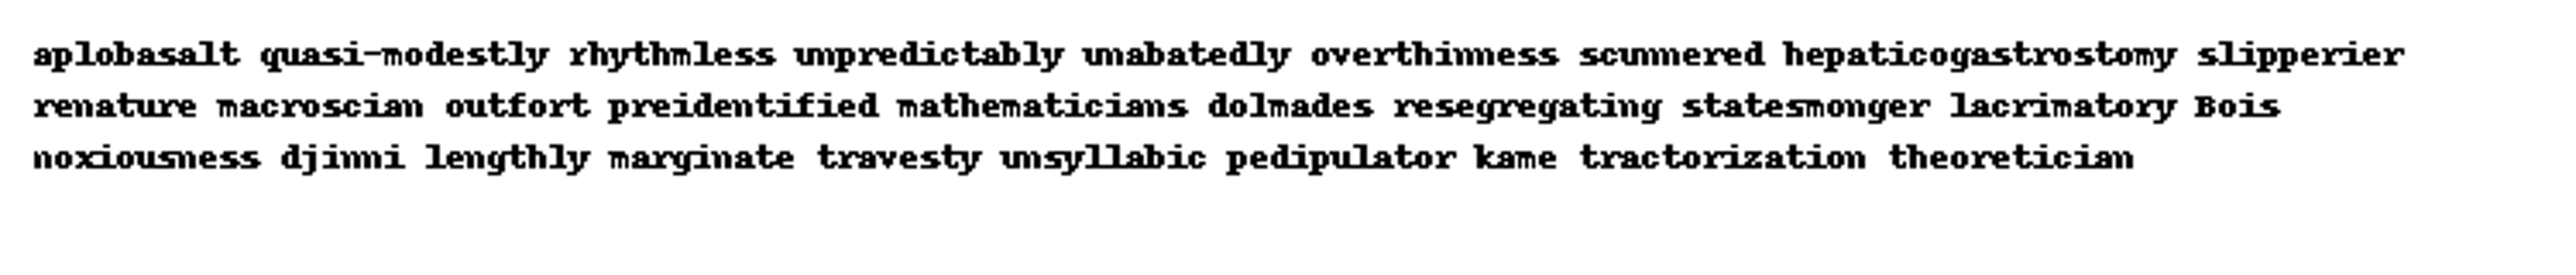 aplobasalt quasi-modestly rhythmless unpredictably unabatedly overthinness scunnered hepaticogastrostomy slipperier
renature macroscian outfort preidentified mathematicians dolmades resegregating statesmonger lacrimatory Bois
noxiousness djinni lengthly marginate travesty unsyllabic pedipulator kame tractorization theoretician